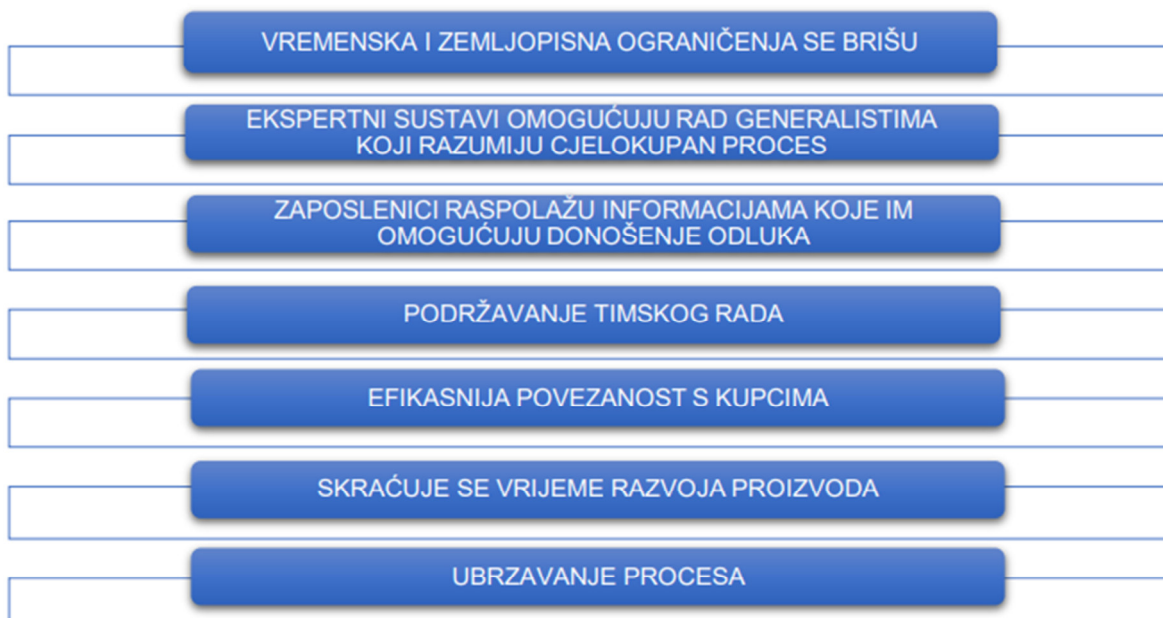 VREMENSKA I ZEMLJOPISNA OGRANIČENJA SE BRIŠU
EKSPERTNI SUSTAVI OMOGUĆUJU RAD GENERALISTIMA
KOJI RAZUMIJU CJELOKUPAN PROCES
ZAPOSLENICI RASPOLAŽU INFORMACIJAMA KOJE IM
OMOGUĆUJU DONOŠENJE ODLUKA
PODRŽAVANJE TIMSKOG RADA
EFIKASNIJA POVEZANOST S KUPCIMA
SKRAĆUJE SE VRIJEME RAZVOJA PROIZVODA
UBRZAVANJE PROCESA